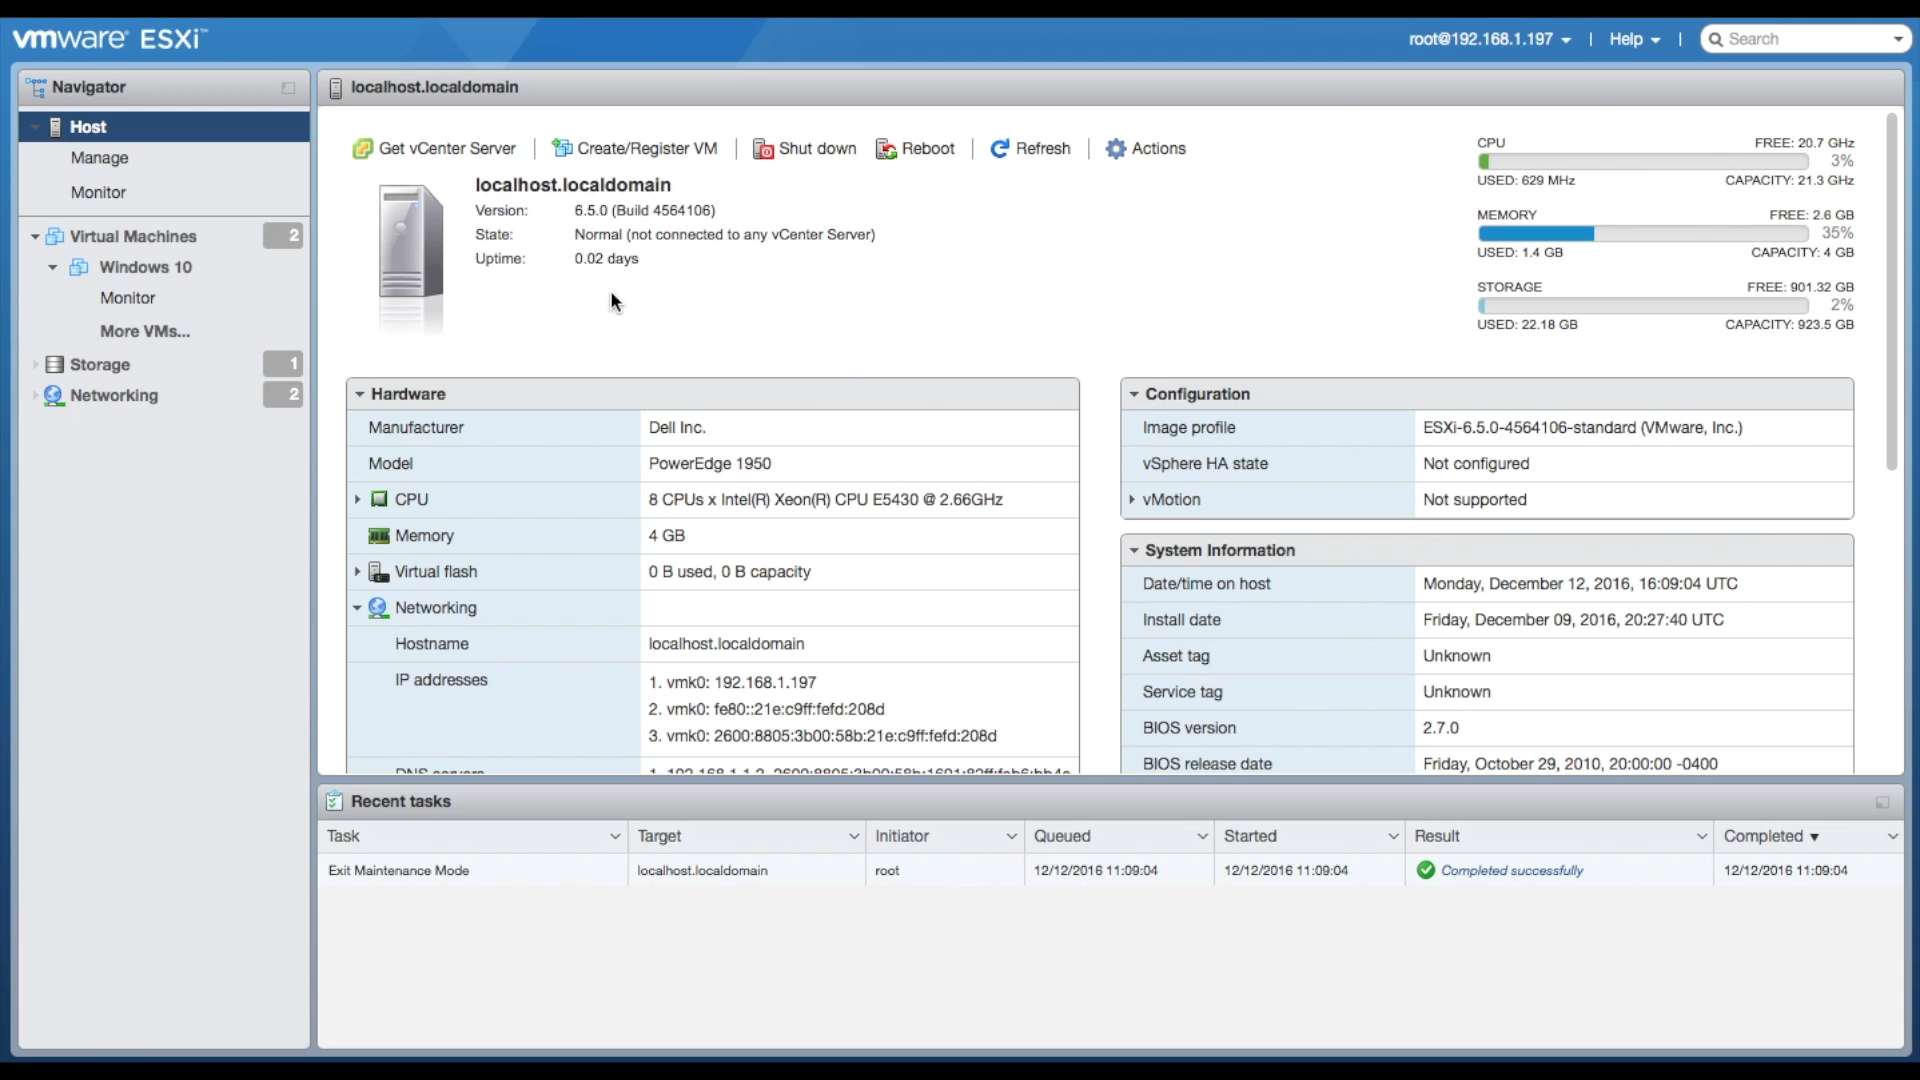 vmware ESXi™
root@192.168.1.197 | Help | Search
Navigator
Host
Manage
Monitor
Virtual Machines 2
Windows 10
Monitor
More VMs...
Storage 1
Networking 2
localhost.localdomain
Get vCenter Server | Create/Register VM | Shut down Reboot | Refresh | Actions
localhost.localdomain
Version: 6.5.0 (Build 4564106)
State: Normal (not connected to any vCenter Server)
Uptime: 0.02 days
CPU FREE: 20.7 GHz
3%
USED: 629 MHz CAPACITY: 21.3 GHz
MEMORY FREE: 2.6 GB
35%
USED: 1.4 GB CAPACITY: 4 GB
STORAGE FREE: 901.32 GB
2%
USED: 22.18 GB CAPACITY: 923.5 GB
Hardware
Manufacturer Dell Inc.
Model PowerEdge 1950
CPU 8 CPUs x Intel(R) Xeon(R) CPU E5430 @ 2.66GHz
Memory 4 GB
Virtual flash 0 B used, 0 B capacity
Networking
Hostname localhost.localdomain
IP addresses 1. vmk0: 192.168.1.197
2. vmk0: fe80::21e:c9ff:fefd:208d
3. vmk0: 2600:8805:3b00:58b:21e:c9ff:fefd:208d
DNS servers
Configuration
Image profile ESXi-6.5.0-4564106-standard (VMware, Inc.)
vSphere HA state Not configured
vMotion Not supported
System Information
Date/time on host Monday, December 12, 2016, 16:09:04 UTC
Install date Friday, December 09, 2016, 20:27:40 UTC
Asset tag Unknown
Service tag Unknown
BIOS version 2.7.0
BIOS release date Friday, October 29, 2010, 20:00:00 -0400
Recent tasks
Task Target Initiator Queued Started Result Completed
Exit Maintenance Mode localhost.localdomain root 12/12/2016 11:09:04 12/12/2016 11:09:04 Completed successfully 12/12/2016 11:09:04